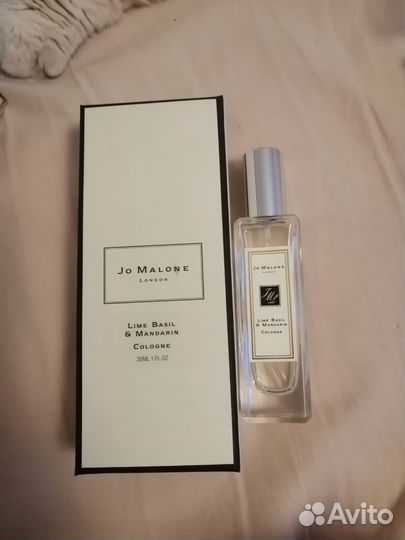 Jo Malone
London
Lime Basil
& Mandarin
Cologne
30ML 1 FL.OZ
Jo Malone
London
Lime Basil
& Mandarin
Cologne
Avito